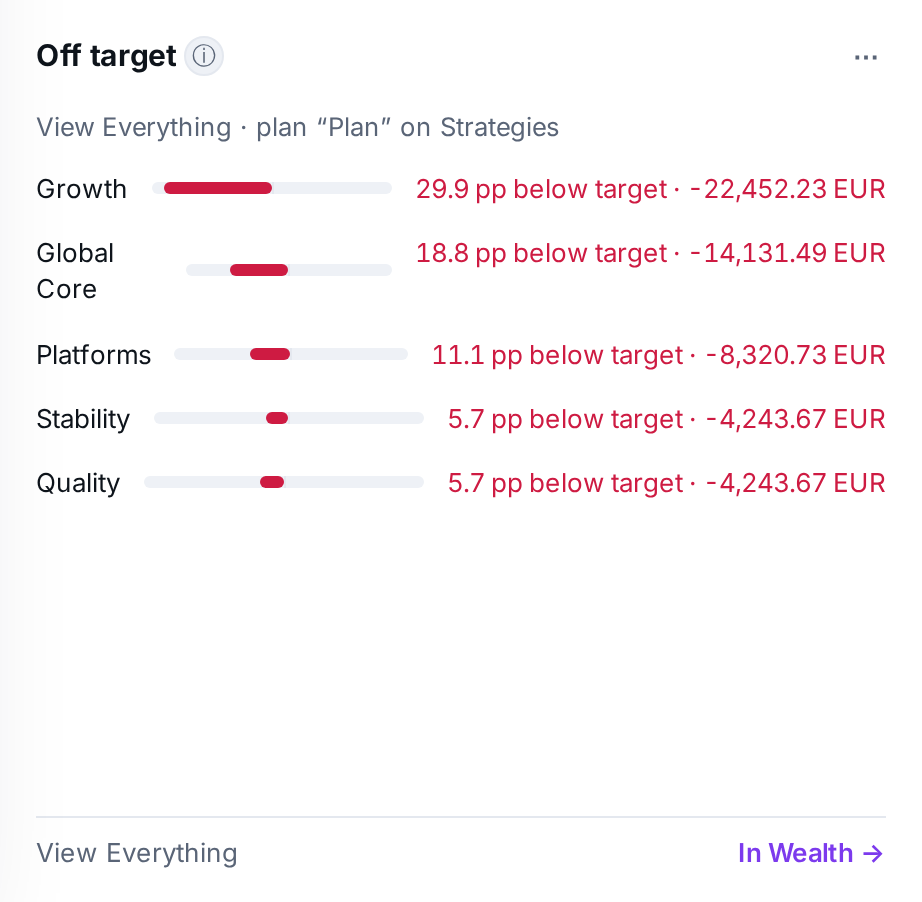 Off target ⓘ ...
View Everything · plan “Plan” on Strategies
Growth 29.9 pp below target · -22,452.23 EUR
Global 18.8 pp below target · -14,131.49 EUR
Core
Platforms 11.1 pp below target · -8,320.73 EUR
Stability 5.7 pp below target · -4,243.67 EUR
Quality 5.7 pp below target · -4,243.67 EUR
View Everything In Wealth →